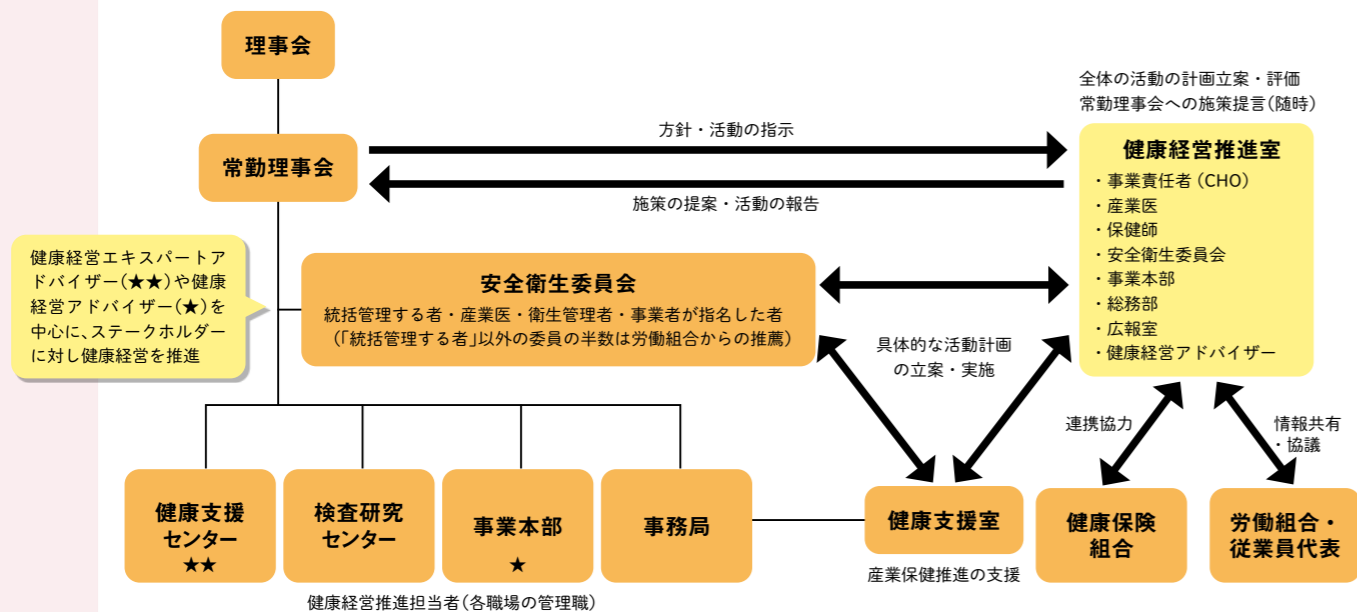 理事会
全体の活動の計画立案・評価
常勤理事会への施策提言(随時)
方針・活動の指示
常勤理事会
施策の提案・活動の報告
健康経営推進室
・事業責任者(CHO)
・産業医
・保健師
・安全衛生委員会
・事業本部
・総務部
・広報室
・健康経営アドバイザー
健康経営エキスパートア
ドバイザー(★★)や健康
経営アドバイザー(★)を
中心に、ステークホルダー
に対し健康経営を推進
安全衛生委員会
統括管理する者・産業医・衛生管理者・事業者が指名した者
(「統括管理する者」以外の委員の半数は労働組合からの推薦)
具体的な活動計画
の立案・実施
連携協力
情報共有
・協議
健康支援
センター
★★
検査研究
センター
事業本部
★
事務局
健康支援室
健康保険
組合
労働組合・
従業員代表
産業保健推進の支援
健康経営推進担当者(各職場の管理職)